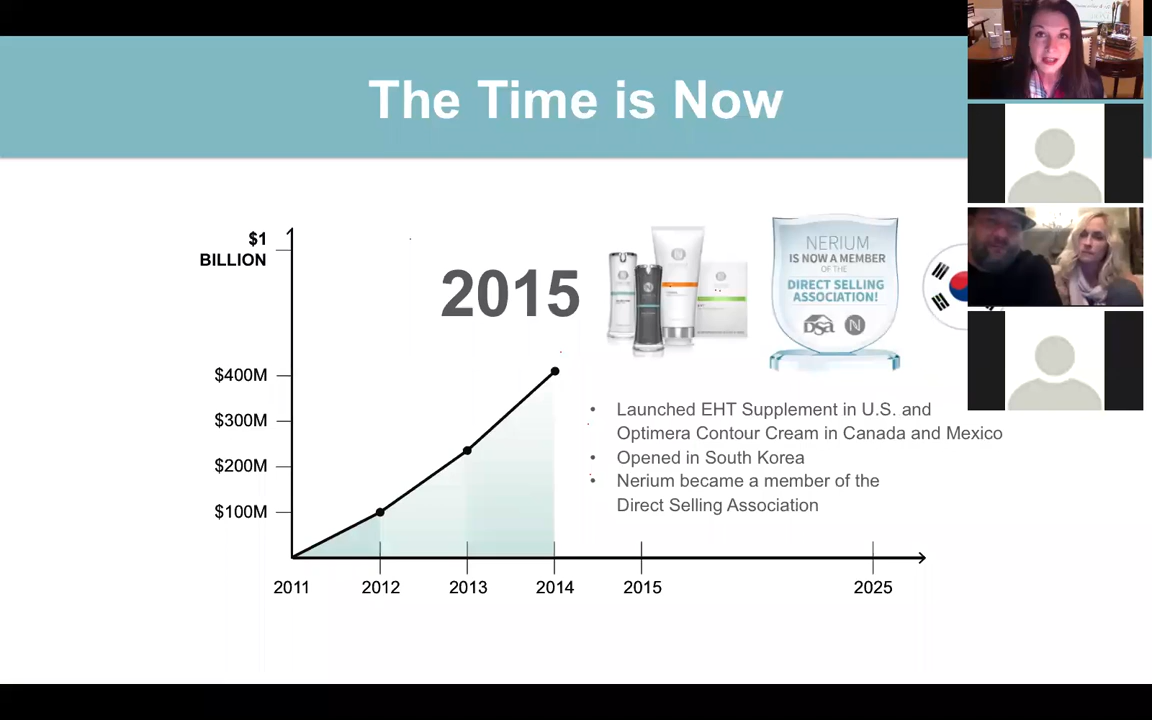 The Time is Now
$1
BILLION
$400M
$300M
$200M
$100M
2011
2012
2013
2014
2015
2025
2015
NERIUM
IS NOW A MEMBER
OF THE
DIRECT SELLING
ASSOCIATION!
DSA
N
• Launched EHT Supplement in U.S. and
Optimera Contour Cream in Canada and Mexico
• Opened in South Korea
• Nerium became a member of the
Direct Selling Association